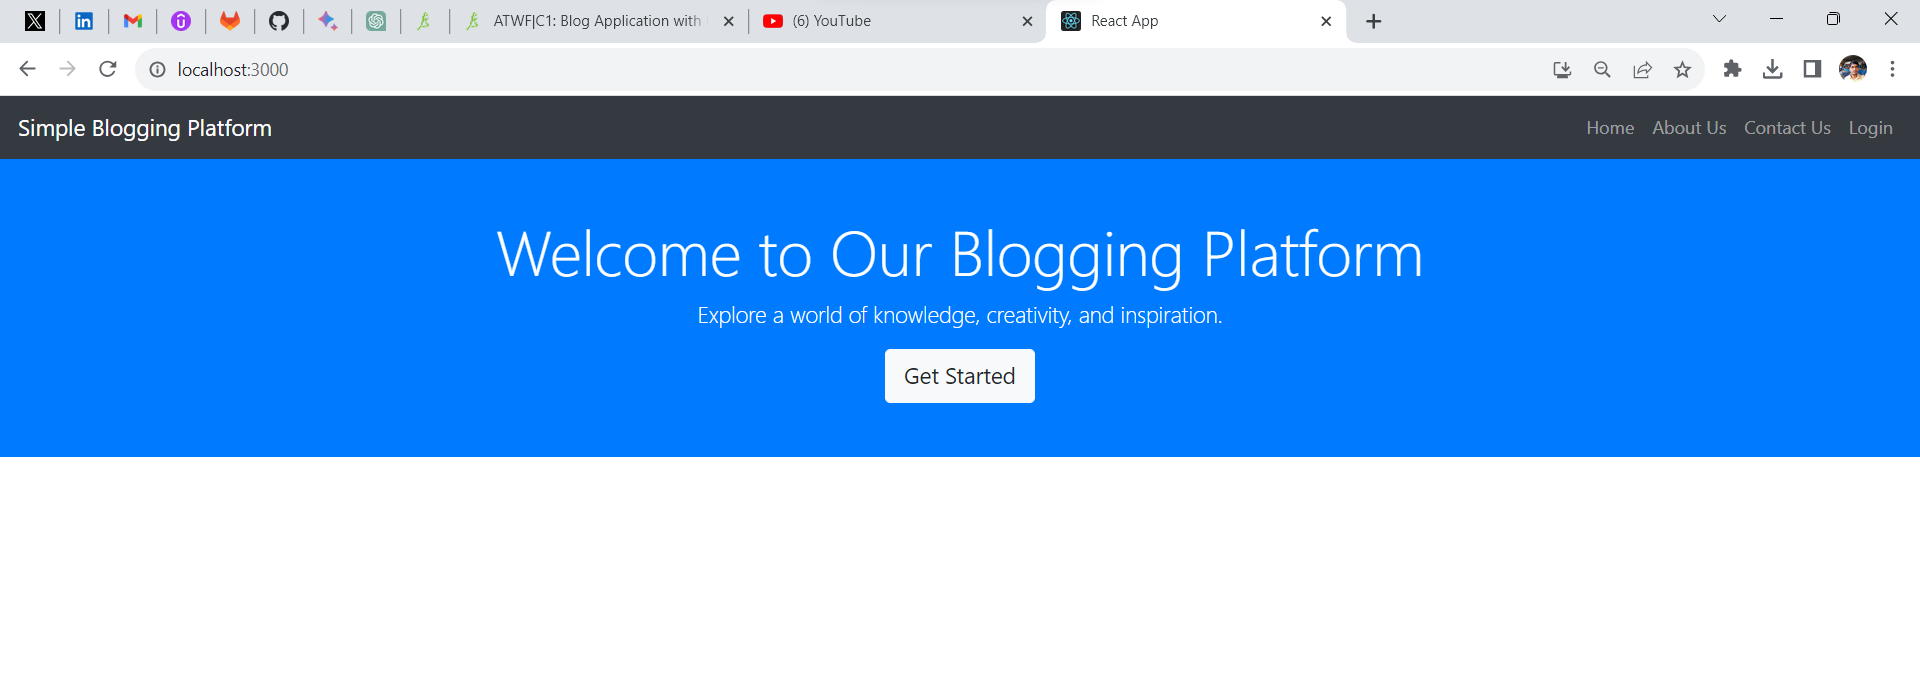 ATWF|C1: Blog Application with
(6) YouTube
React App
localhost:3000
Simple Blogging Platform
Home About Us Contact Us Login
Welcome to Our Blogging Platform
Explore a world of knowledge, creativity, and inspiration.
Get Started